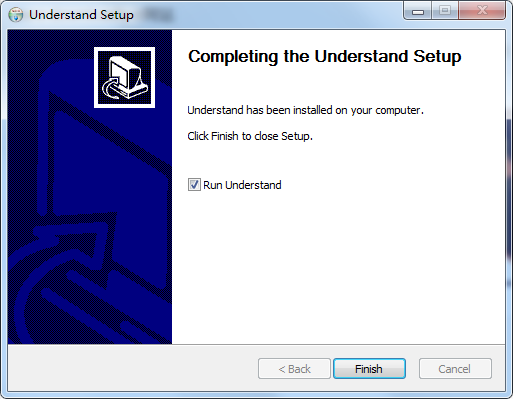 Understand Setup
Completing the Understand Setup
Understand has been installed on your computer.
Click Finish to close Setup.
Run Understand
< Back
Finish
Cancel